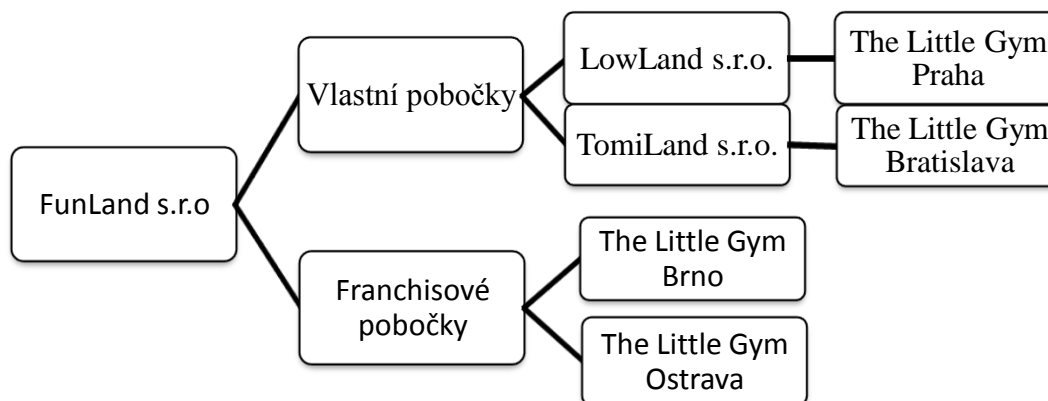 FunLand s.r.o
Vlastní pobočky
LowLand s.r.o.
The Little Gym
Praha
TomiLand s.r.o.
The Little Gym
Bratislava
Franchisové
pobočky
The Little Gym
Brno
The Little Gym
Ostrava